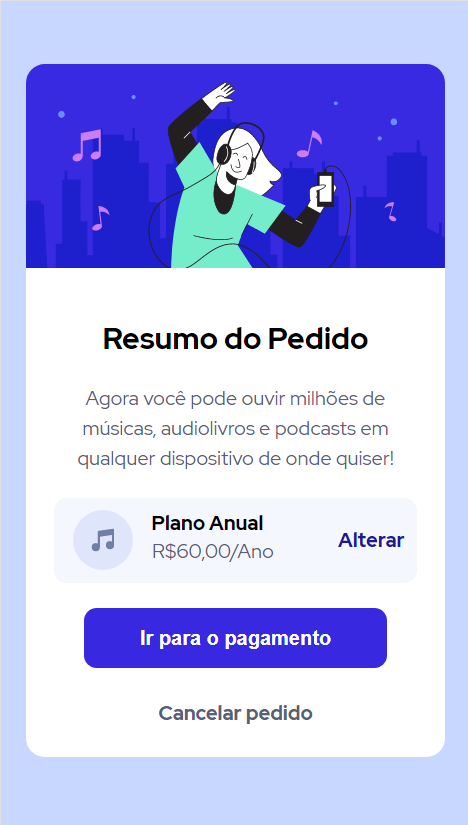 Resumo do Pedido
Agora você pode ouvir milhões de
músicas, audiolivros e podcasts em
qualquer dispositivo de onde quiser!
Plano Anual
R$60,00/Ano
Alterar
Ir para o pagamento
Cancelar pedido